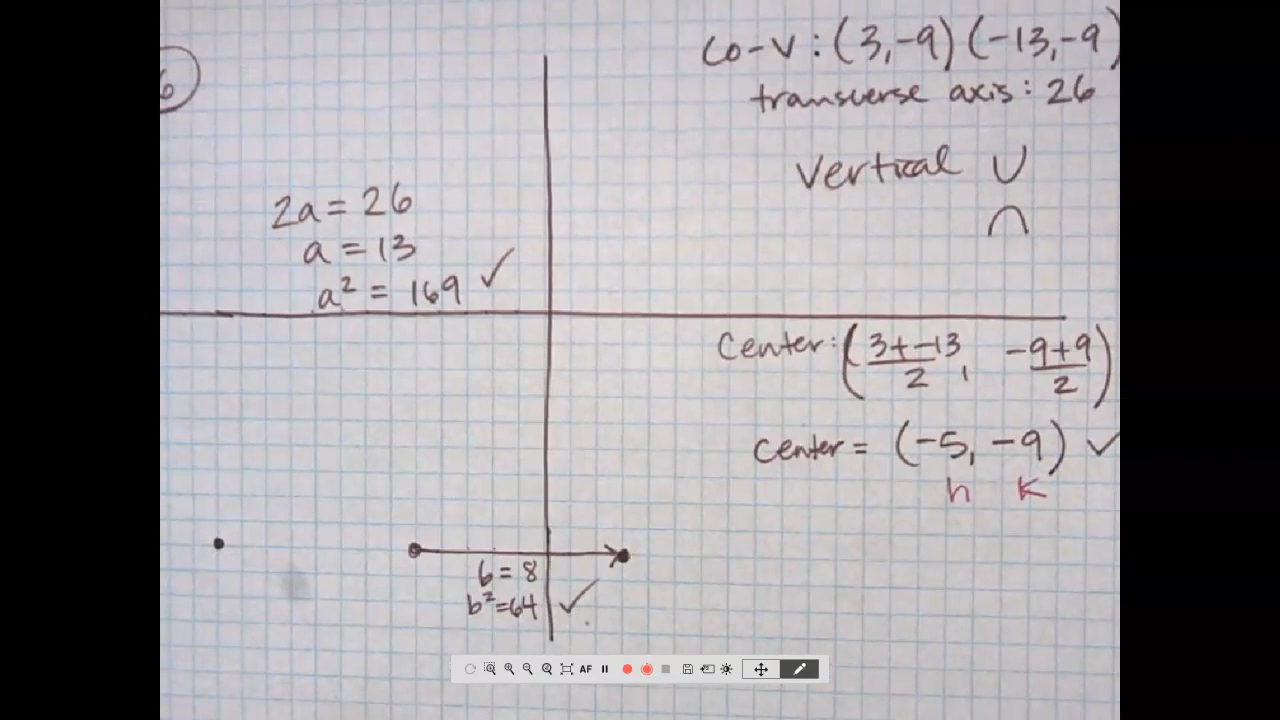 6
Co-V : (3,-9) (-13,-9)
transverse axis: 26
Vertical
2a = 26
a = 13
a² = 169 ✓
Center: (3+-13/2, -9+9/2)
center = (-5, -9) ✓
h K
b = 8
b²=64 ✓
AF